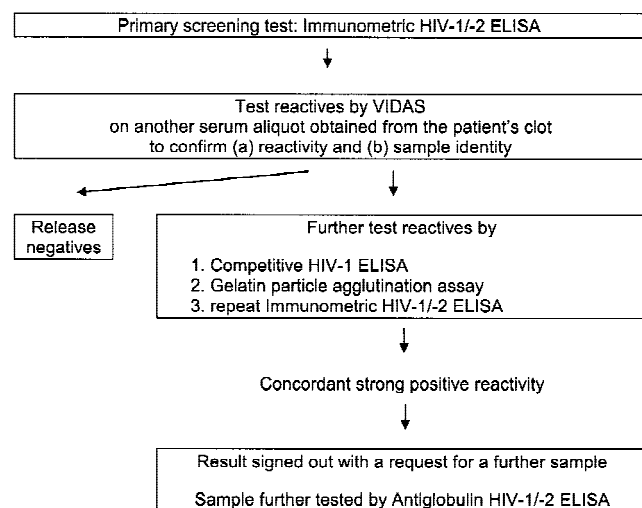 Primary screening test: Immunometric HIV-1/-2 ELISA
Test reactives by VIDAS
on another serum aliquot obtained from the patient's clot
to confirm (a) reactivity and (b) sample identity
Release
negatives
Further test reactives by
1. Competitive HIV-1 ELISA
2. Gelatin particle agglutination assay
3. repeat Immunometric HIV-1/-2 ELISA
Concordant strong positive reactivity
Result signed out with a request for a further sample
Sample further tested by Antiglobulin HIV-1/-2 ELISA